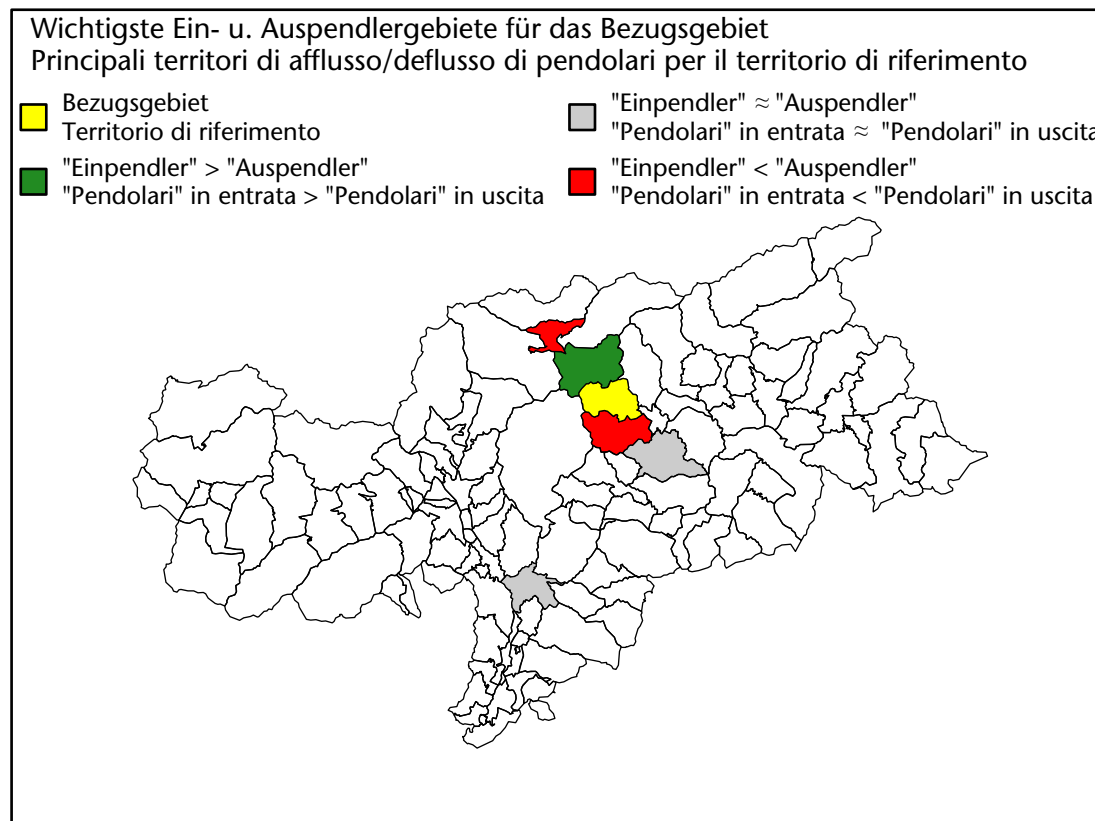 Wichtigste Ein- u. Auspendlergebiete für das Bezugsgebiet
Principali territori di afflusso/deflusso di pendolari per il territorio di riferimento
Bezugsgebiet
Territorio di riferimento
"Einpendler" > "Auspendler"
"Pendolari" in entrata > "Pendolari" in uscita
"Einpendler" ≈ "Auspendler"
"Pendolari" in entrata ≈ "Pendolari" in uscita
"Einpendler" < "Auspendler"
"Pendolari" in entrata < "Pendolari" in uscita